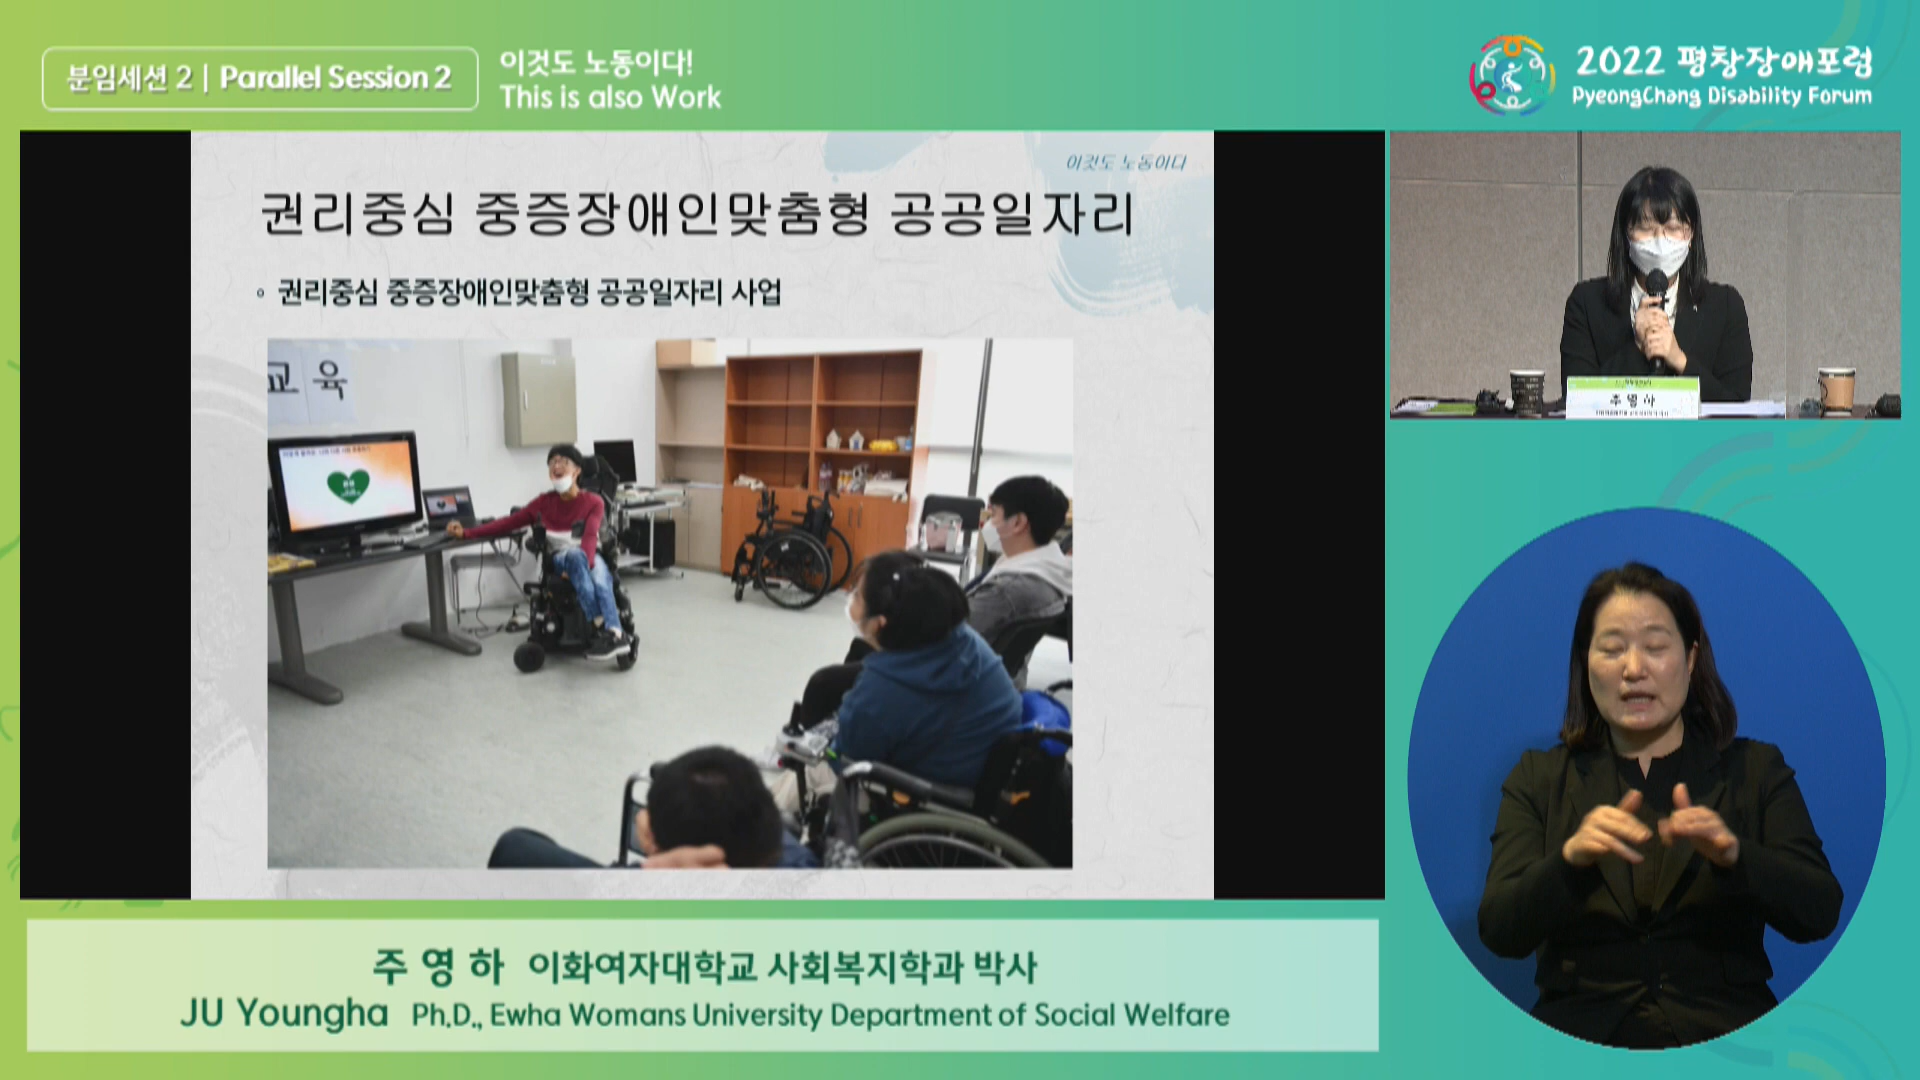 분임세션 2 | Parallel Session 2
이것도 노동이다!
This is also Work
2022 평창장애포럼
PyeongChang Disability Forum
이것도 노동이다
권리중심 중증장애인맞춤형 공공일자리
◦ 권리중심 중증장애인맞춤형 공공일자리 사업
교육
주영하
주 영 하 이화여자대학교 사회복지학과 박사
JU Youngha Ph.D., Ewha Womans University Department of Social Welfare